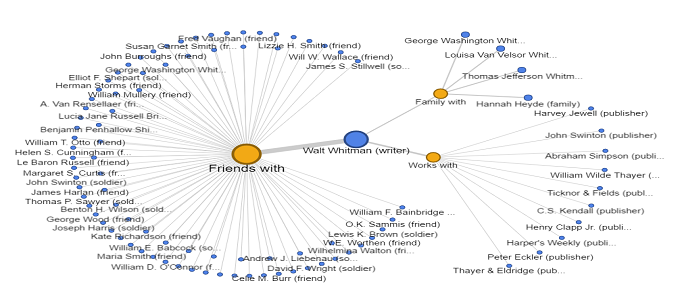 Fred Vaughan (friend)
Susan Garnet Smith (fr...
Lizzie H. Smith (friend)
John Burroughs (friend)
Will W. Wallace (friend)
George Washington Whit...
James S. Stillwell (so...
Elliot F. Shepart (sol...
Herman Storms (friend)
William Mullery (friend)
A. Van Rensellaer (fri...
Lucia Jane Russell Bri...
Benjamin Penhallow Shi...
William T. Otto (friend)
Helen S. Cunningham (f...
Le Baron Russell (friend)
Margaret S. Curtis (fr...
John Swinton (soldier)
James Harlan (friend)
Thomas P. Sawyer (sold...
Benton H. Wilson (sold...
George Wood (friend)
Joseph Harris (soldier)
Kate Richardson (friend)
William E. Babcock (so...
Maria Smith (friend)
William D. O'Connor (f...
Friends with
Walt Whitman (writer)
William F. Bainbridge ...
O.K. Sammis (friend)
Lewis K. Brown (soldier)
W.E. Worthen (friend)
Wilhelmina Walton (fri...
Andrew J. Liebenau (so...
David F. Wright (soldier)
Celie M. Burr (friend)
George Washington Whit...
Louisa Van Velsor Whit...
Thomas Jefferson Whitm...
Family with
Hannah Heyde (family)
Harvey Jewell (publisher)
John Swinton (publisher)
Works with
Abraham Simpson (publi...
William Wilde Thayer (...
Ticknor & Fields (publ...
C.S. Kendall (publisher)
Henry Clapp Jr. (publi...
Harper's Weekly (publi...
Peter Eckler (publisher)
Thayer & Eldridge (pub...